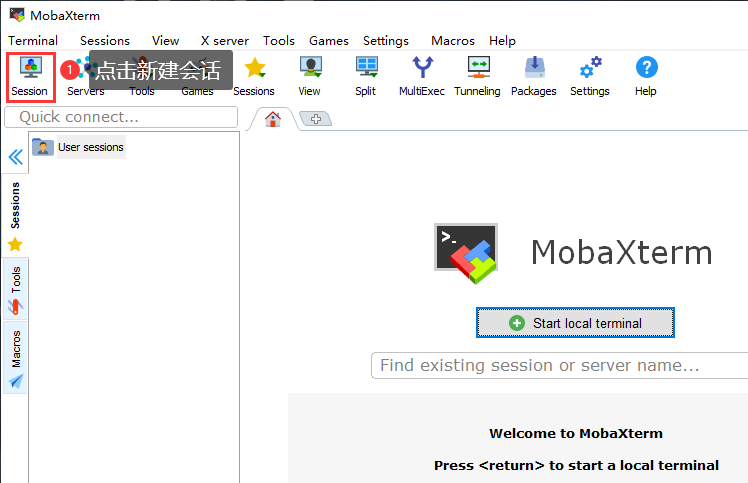 MobaXterm
Terminal Sessions View X server Tools Games Settings Macros Help
1 点击新建会话
Session Servers Tools Games Sessions View Split MultiExec Tunneling Packages Settings Help
Quick connect...
User sessions
Sessions
Tools
Macros
>_
MobaXterm
Start local terminal
Find existing session or server name...
Welcome to MobaXterm
Press <return> to start a local terminal